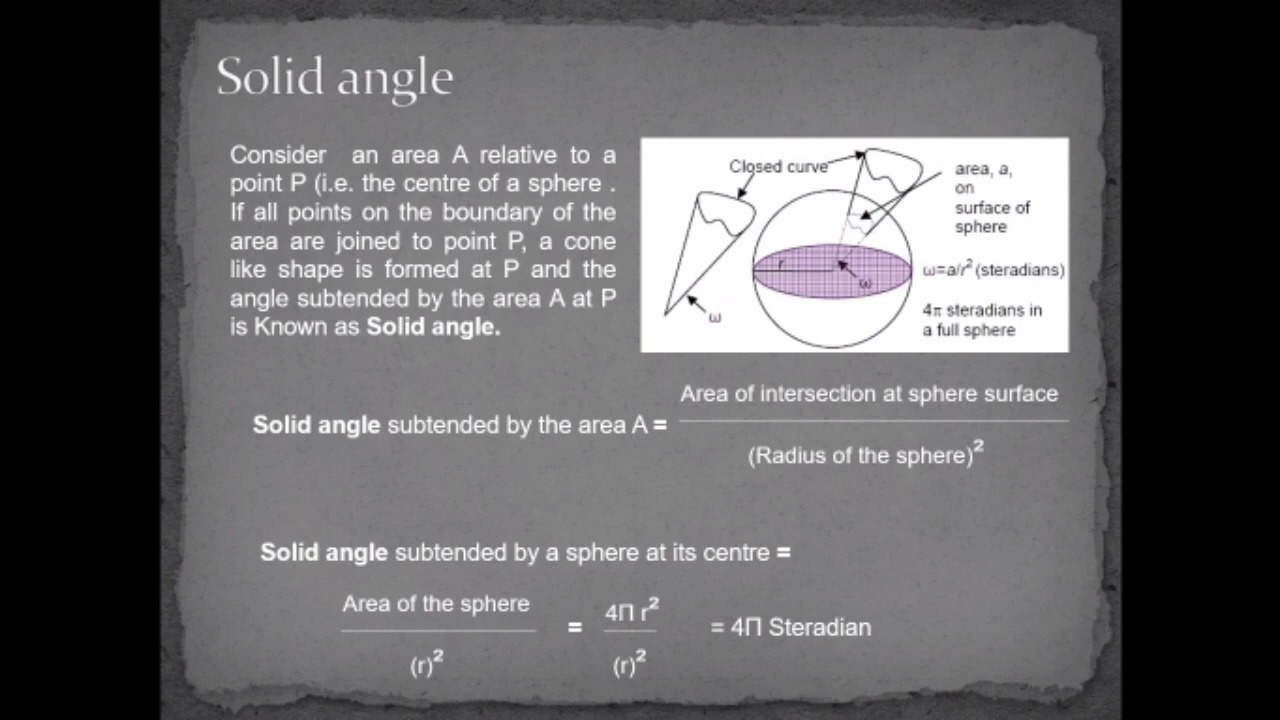 Solid angle
Consider an area A relative to a
point P (i.e. the centre of a sphere .
If all points on the boundary of the
area are joined to point P, a cone
like shape is formed at P and the
angle subtended by the area A at P
is Known as Solid angle.
Closed curve
area, a,
on
surface of
sphere
r
ω
ω
ω=a/r² (steradians)
4π steradians in
a full sphere
Area of intersection at sphere surface
Solid angle subtended by the area A =
(Radius of the sphere)²
Solid angle subtended by a sphere at its centre =
Area of the sphere
(r)²
=
4Π r²
(r)²
= 4Π Steradian